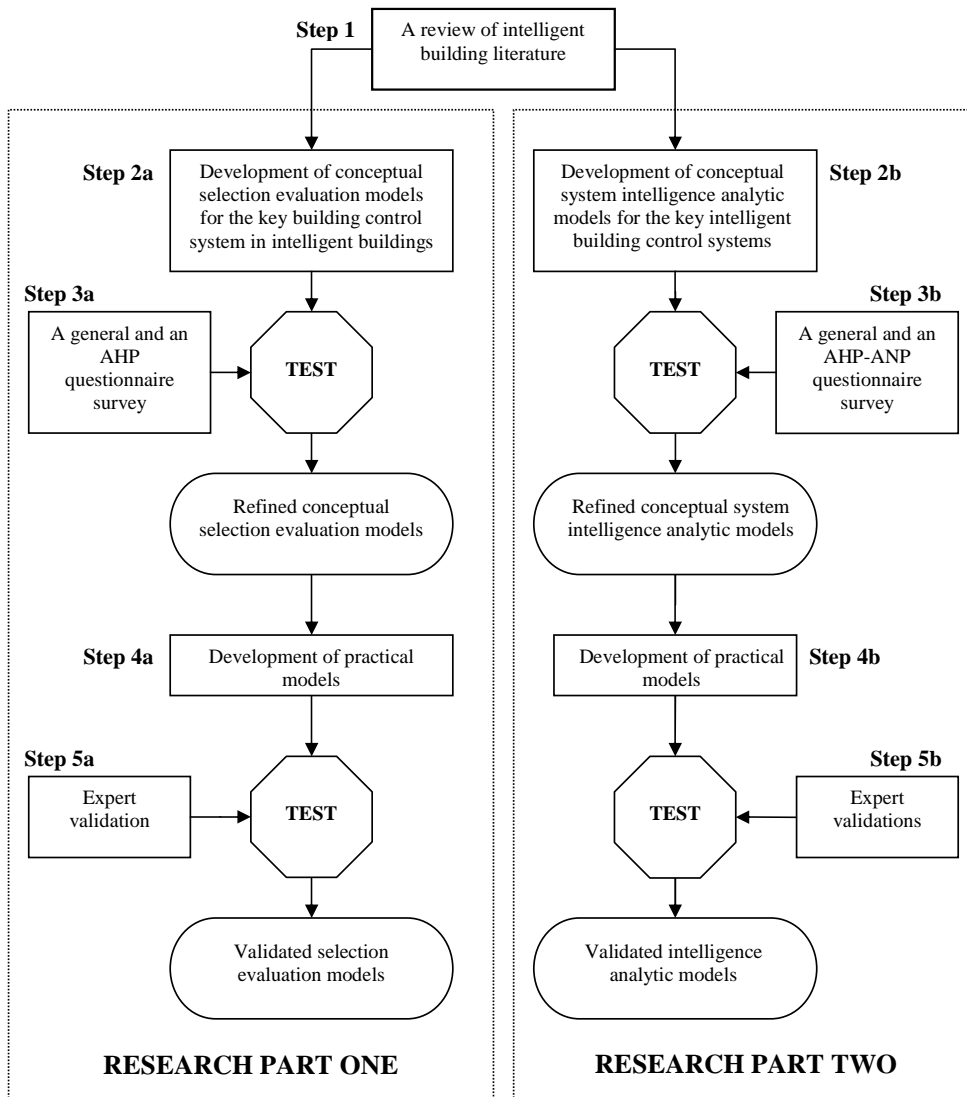 Step 1
A review of intelligent
building literature
Step 2a
Development of conceptual
selection evaluation models
for the key building control
system in intelligent buildings
Development of conceptual
system intelligence analytic
models for the key intelligent
building control systems
Step 2b
Step 3a
A general and an
AHP
questionnaire
survey
TEST
TEST
Step 3b
A general and an
AHP-ANP
questionnaire
survey
Refined conceptual
selection evaluation models
Refined conceptual system
intelligence analytic models
Step 4a
Development of practical
models
Development of practical
models
Step 4b
Step 5a
Expert
validation
TEST
TEST
Step 5b
Expert
validations
Validated selection
evaluation models
Validated intelligence
analytic models
RESEARCH PART ONE
RESEARCH PART TWO